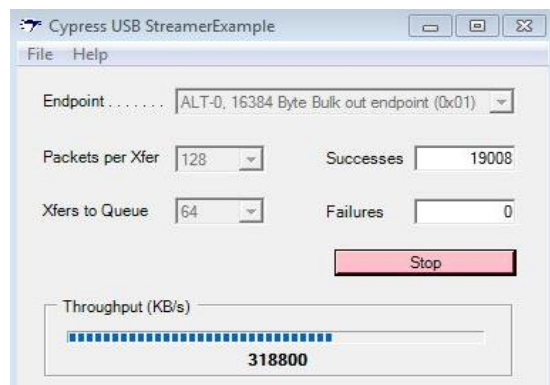 Cypress USB StreamerExample
File Help
Endpoint . . . . . . . ALT-0, 16384 Byte Bulk out endpoint (0x01)
Packets per Xfer 128 Successes 19008
Xfers to Queue 64 Failures 0
Stop
Throughput (KB/s)
318800